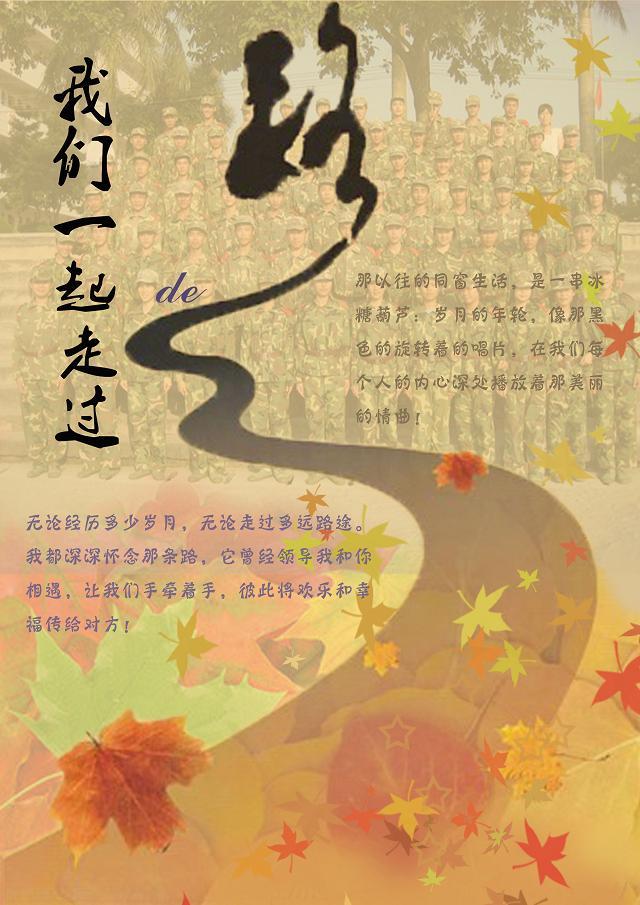 我们一起走过
de
路
那以往的同窗生活，是一串冰
糖葫芦；岁月的年轮，像那黑
色的旋转着的唱片，在我们每
个人的内心深处播放着那美丽
的情曲！
无论经历多少岁月，无论走过多远路途。
我都深深怀念那条路，它曾经领导我和你
相遇，让我们手牵着手，彼此将欢乐和幸
福传给对方！